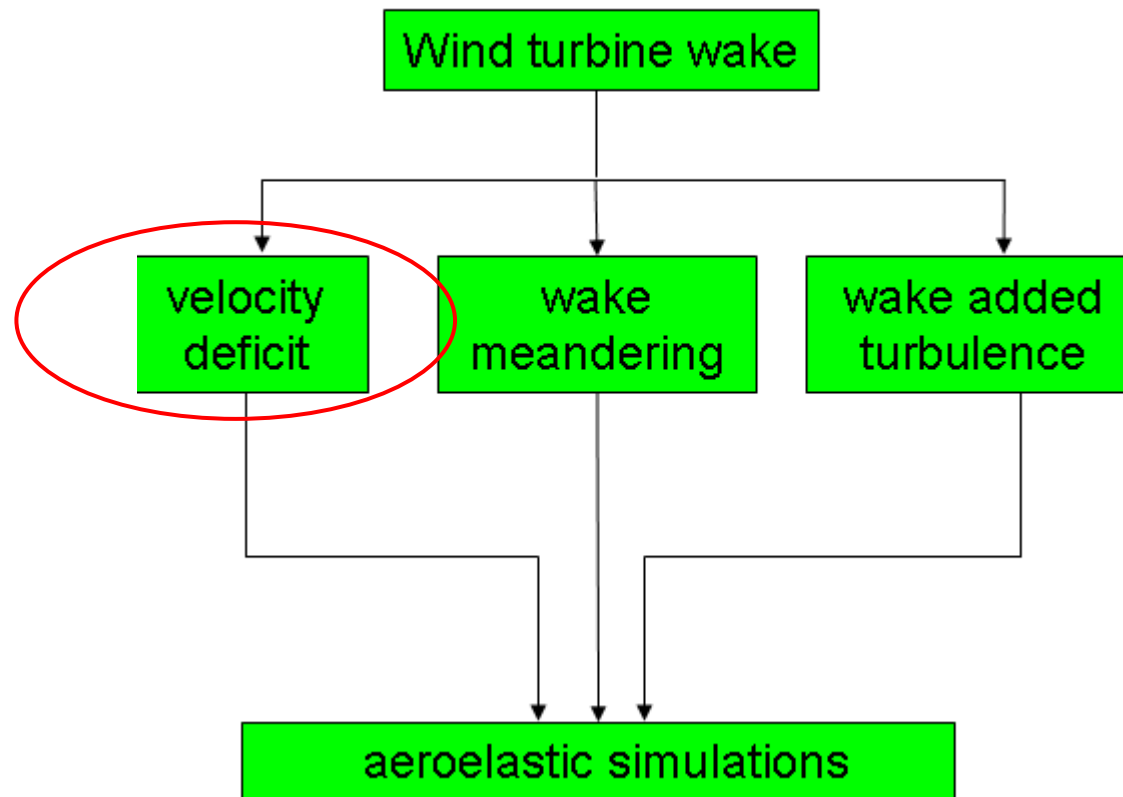 Wind turbine wake
velocity
deficit
wake
meandering
wake added
turbulence
aeroelastic simulations